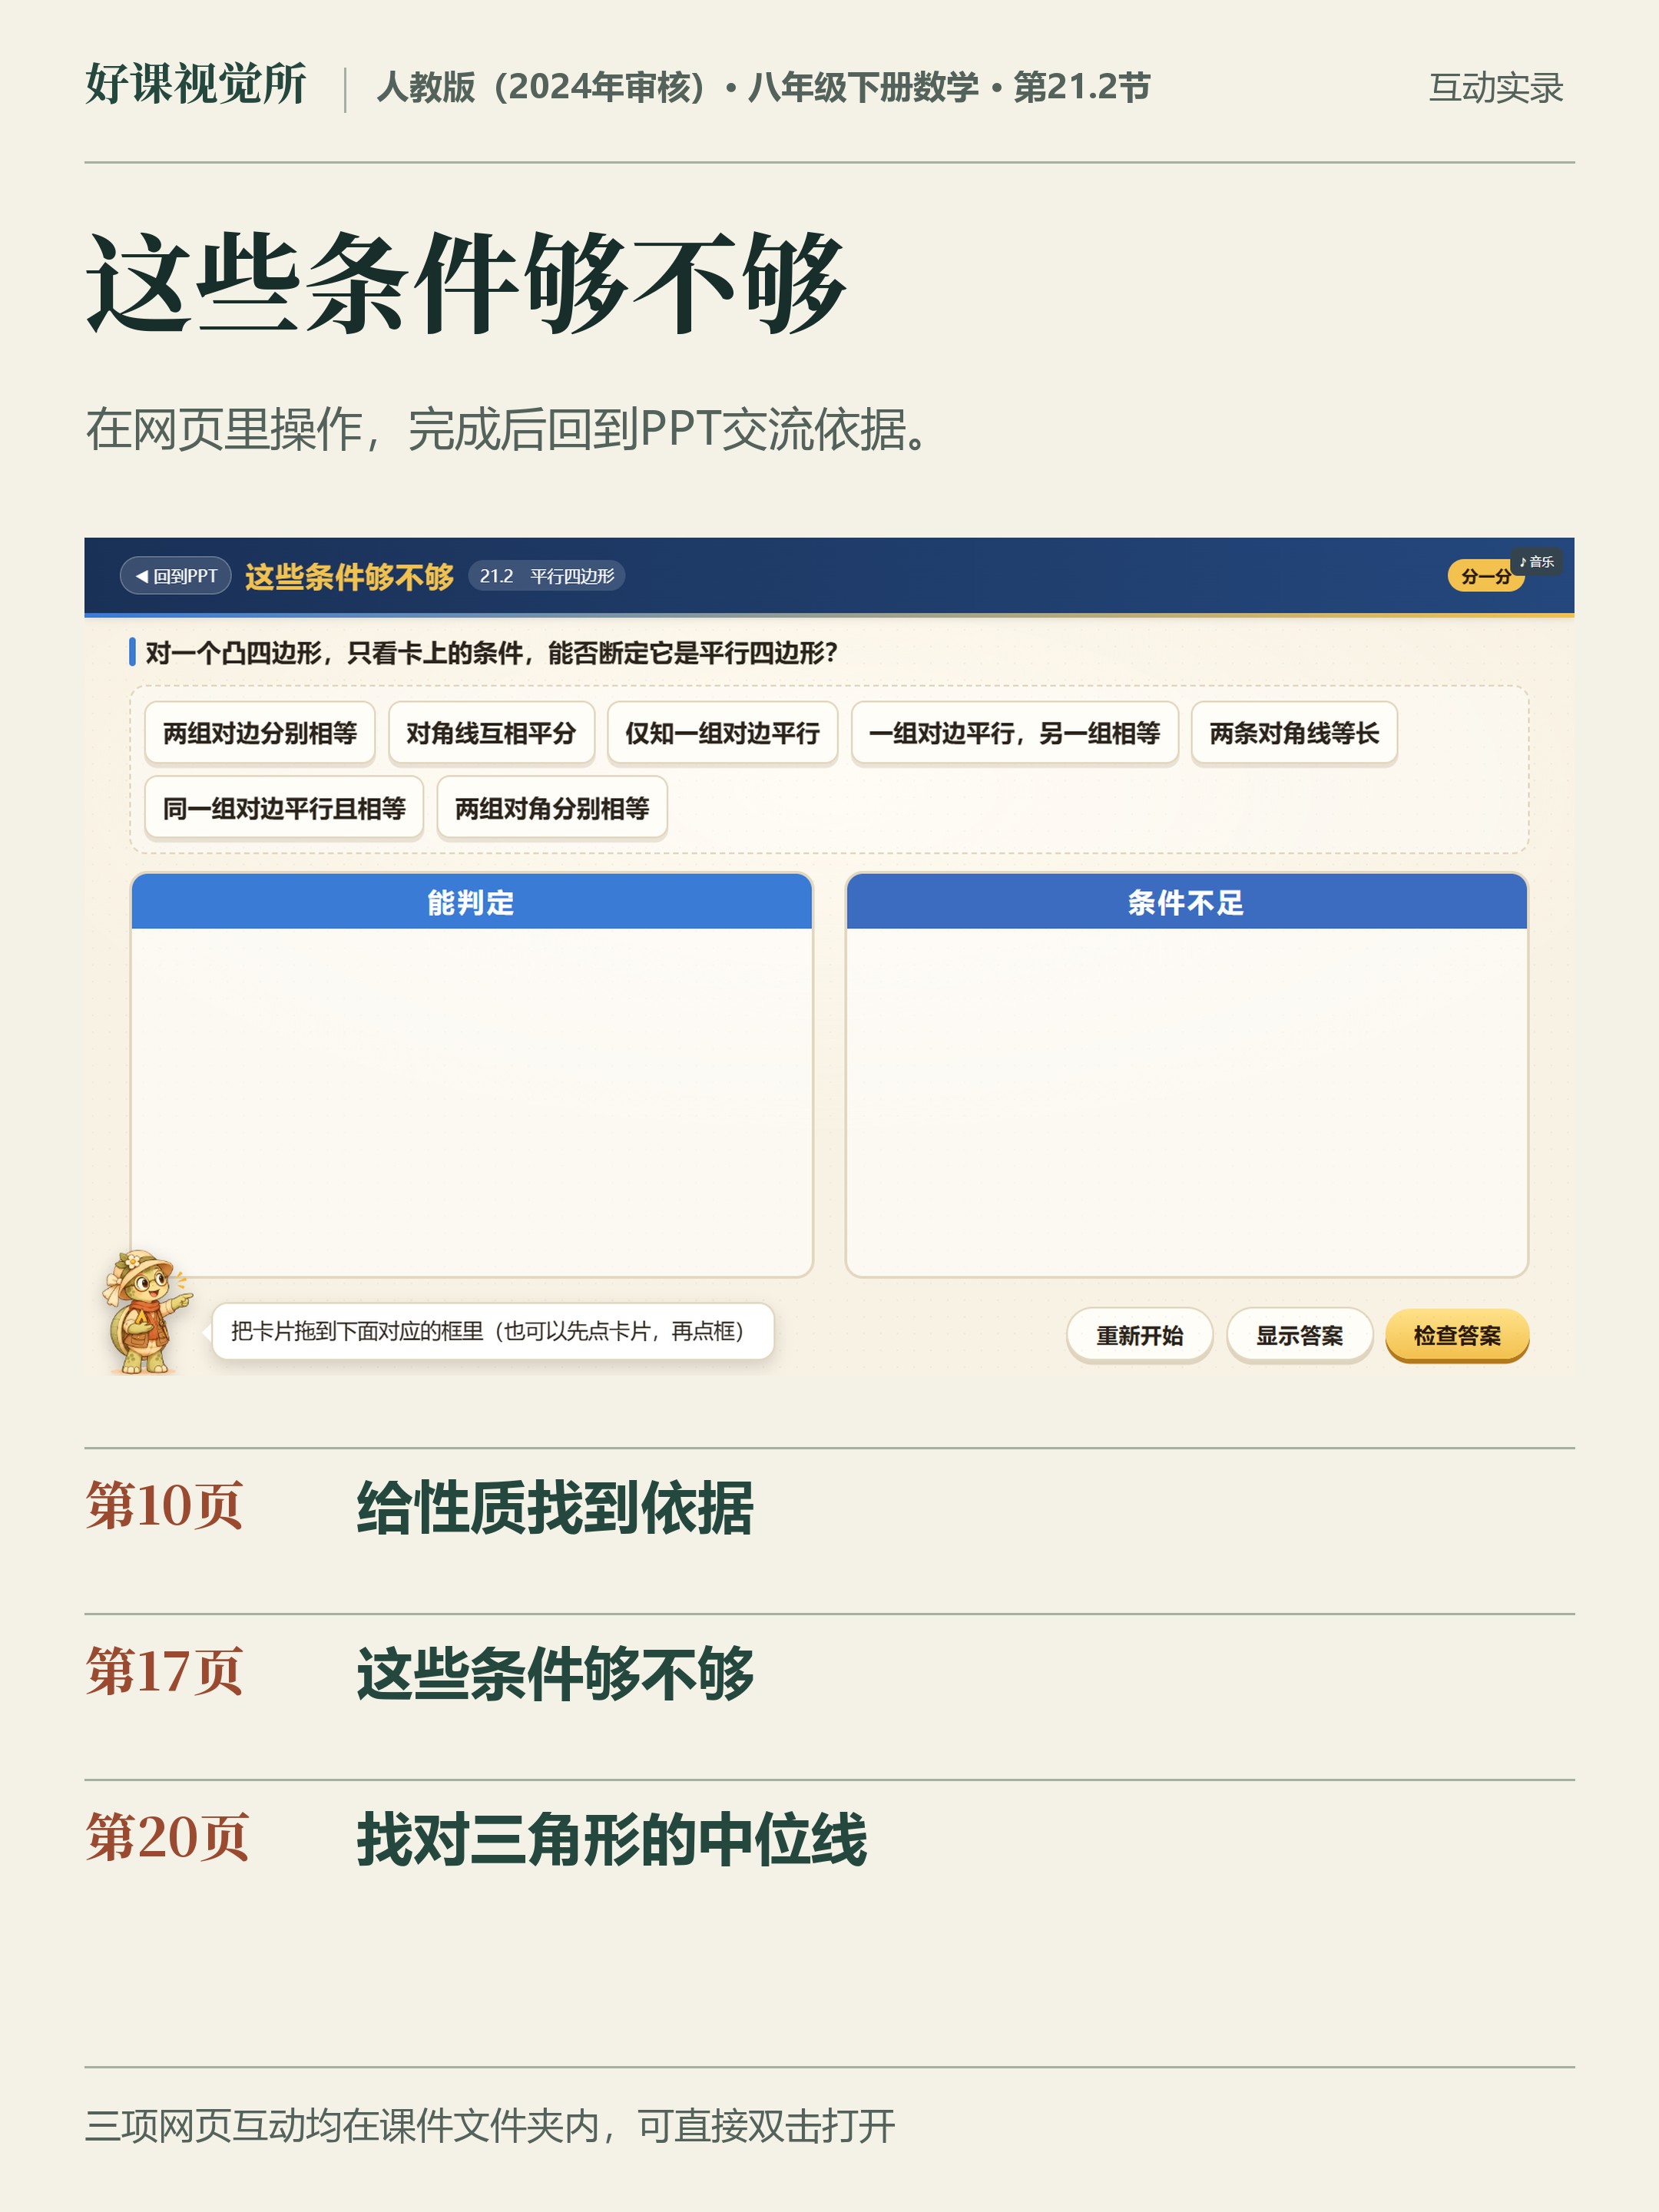 好课视觉所
人教版（2024年审核）• 八年级下册数学 • 第21.2节
互动实录
这些条件够不够
在网页里操作，完成后回到PPT交流依据。
◀ 回到PPT
这些条件够不够
21.2 平行四边形
分一分
♪ 音乐
对一个凸四边形，只看卡上的条件，能否断定它是平行四边形？
两组对边分别相等
对角线互相平分
仅知一组对边平行
一组对边平行，另一组相等
两条对角线等长
同一组对边平行且相等
两组对角分别相等
能判定
条件不足
把卡片拖到下面对应的框里（也可以先点卡片，再点框）
重新开始
显示答案
检查答案
第10页
给性质找到依据
第17页
这些条件够不够
第20页
找对三角形的中位线
三项网页互动均在课件文件夹内，可直接双击打开